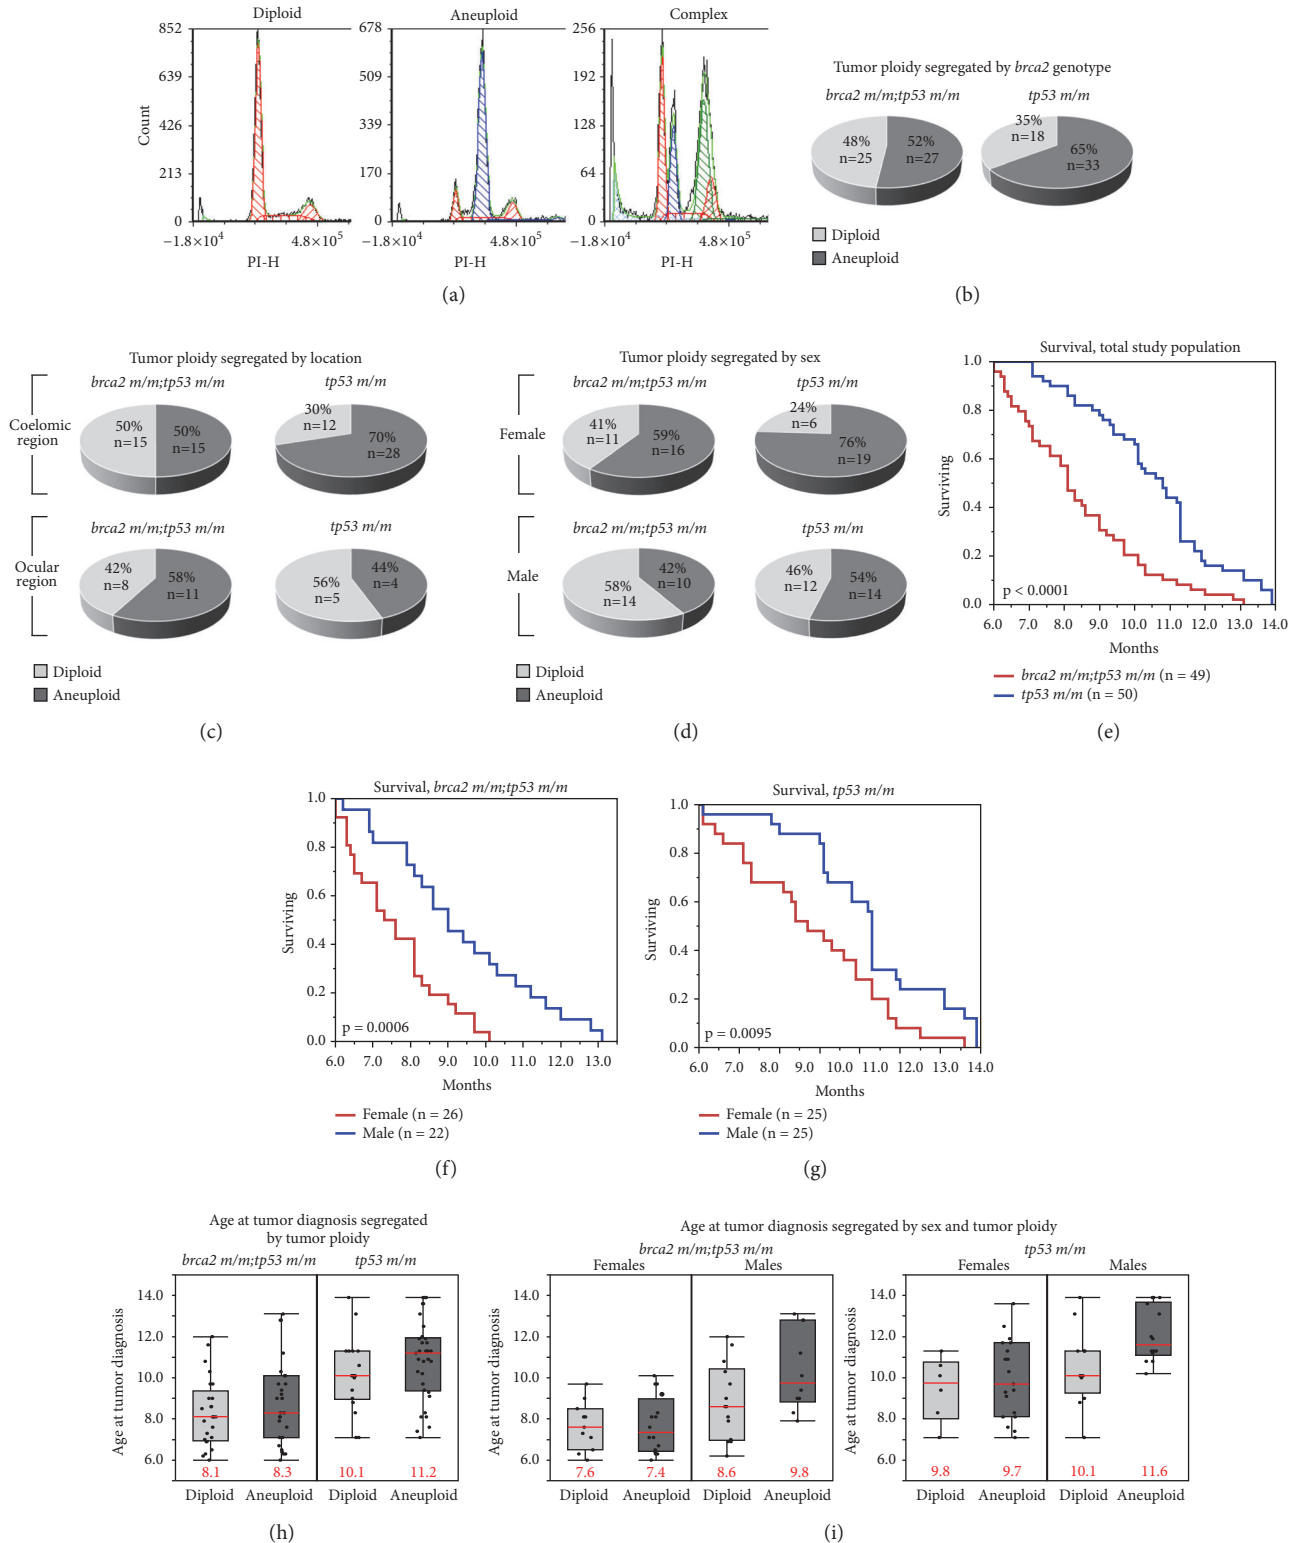 Diploid
Aneuploid
Complex
Count
852
639
426
213
0
−1.8×10⁴
4.8×10⁵
PI-H
678
509
339
170
0
−1.8×10⁴
4.8×10⁵
PI-H
256
192
128
64
0
−1.8×10⁴
4.8×10⁵
PI-H
(a)
Tumor ploidy segregated by brca2 genotype
brca2 m/m;tp53 m/m
tp53 m/m
48%
n=25
52%
n=27
35%
n=18
65%
n=33
Diploid
Aneuploid
(b)
Tumor ploidy segregated by location
brca2 m/m;tp53 m/m
tp53 m/m
Coelomic
region
50%
n=15
50%
n=15
30%
n=12
70%
n=28
brca2 m/m;tp53 m/m
tp53 m/m
Ocular
region
42%
n=8
58%
n=11
56%
n=5
44%
n=4
Diploid
Aneuploid
(c)
Tumor ploidy segregated by sex
brca2 m/m;tp53 m/m
tp53 m/m
Female
41%
n=11
59%
n=16
24%
n=6
76%
n=19
brca2 m/m;tp53 m/m
tp53 m/m
Male
58%
n=14
42%
n=10
46%
n=12
54%
n=14
Diploid
Aneuploid
(d)
Survival, total study population
Surviving
1.0
0.8
0.6
0.4
0.2
0.0
p < 0.0001
6.0 7.0 8.0 9.0 10.0 11.0 12.0 13.0 14.0
Months
brca2 m/m;tp53 m/m (n = 49)
tp53 m/m (n = 50)
(e)
Survival, brca2 m/m;tp53 m/m
Surviving
1.0
0.8
0.6
0.4
0.2
0.0
p = 0.0006
6.0 7.0 8.0 9.0 10.0 11.0 12.0 13.0
Months
Female (n = 26)
Male (n = 22)
(f)
Survival, tp53 m/m
Surviving
1.0
0.8
0.6
0.4
0.2
0.0
p = 0.0095
6.0 7.0 8.0 9.0 10.0 11.0 12.0 13.0 14.0
Months
Female (n = 25)
Male (n = 25)
(g)
Age at tumor diagnosis segregated
by tumor ploidy
brca2 m/m;tp53 m/m
tp53 m/m
Age at tumor diagnosis
14.0
12.0
10.0
8.0
6.0
8.1
8.3
10.1
11.2
Diploid Aneuploid Diploid Aneuploid
(h)
Age at tumor diagnosis segregated by sex and tumor ploidy
brca2 m/m;tp53 m/m
Females
Males
Age at tumor diagnosis
14.0
12.0
10.0
8.0
6.0
7.6
7.4
8.6
9.8
Diploid Aneuploid Diploid Aneuploid
tp53 m/m
Females
Males
Age at tumor diagnosis
14.0
12.0
10.0
8.0
6.0
9.8
9.7
10.1
11.6
Diploid Aneuploid Diploid Aneuploid
(i)